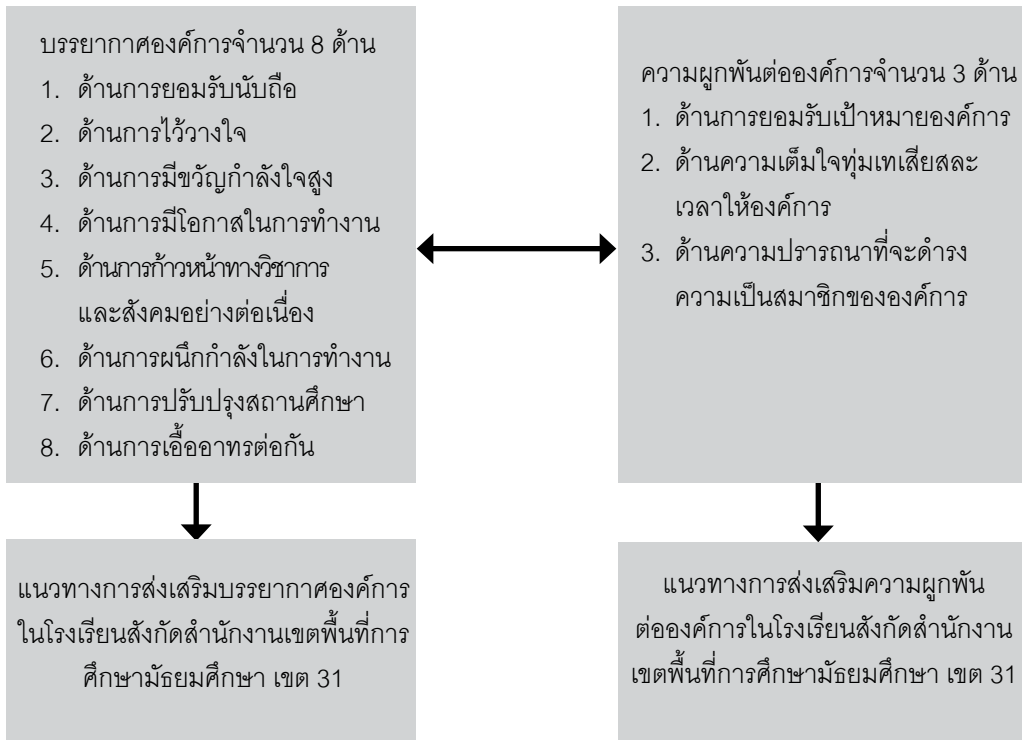 บรรยากาศองค์การจำนวน 8 ด้าน
1. ด้านการยอมรับนับถือ
2. ด้านการไว้วางใจ
3. ด้านการมีขวัญกำลังใจสูง
4. ด้านการมีโอกาสในการทำงาน
5. ด้านการก้าวหน้าทางวิชาการ
และสังคมอย่างต่อเนื่อง
6. ด้านการผนึกกำลังในการทำงาน
7. ด้านการปรับปรุงสถานศึกษา
8. ด้านการเอื้ออาทรต่อกัน
ความผูกพันต่อองค์การจำนวน 3 ด้าน
1. ด้านการยอมรับเป้าหมายองค์การ
2. ด้านความเต็มใจทุ่มเทเสียสละ
เวลาให้องค์การ
3. ด้านความปรารถนาที่จะดำรง
ความเป็นสมาชิกขององค์การ
แนวทางการส่งเสริมบรรยากาศองค์การ
ในโรงเรียนสังกัดสำนักงานเขตพื้นที่การ
ศึกษามัธยมศึกษา เขต 31
แนวทางการส่งเสริมความผูกพัน
ต่อองค์การในโรงเรียนสังกัดสำนักงาน
เขตพื้นที่การศึกษามัธยมศึกษา เขต 31